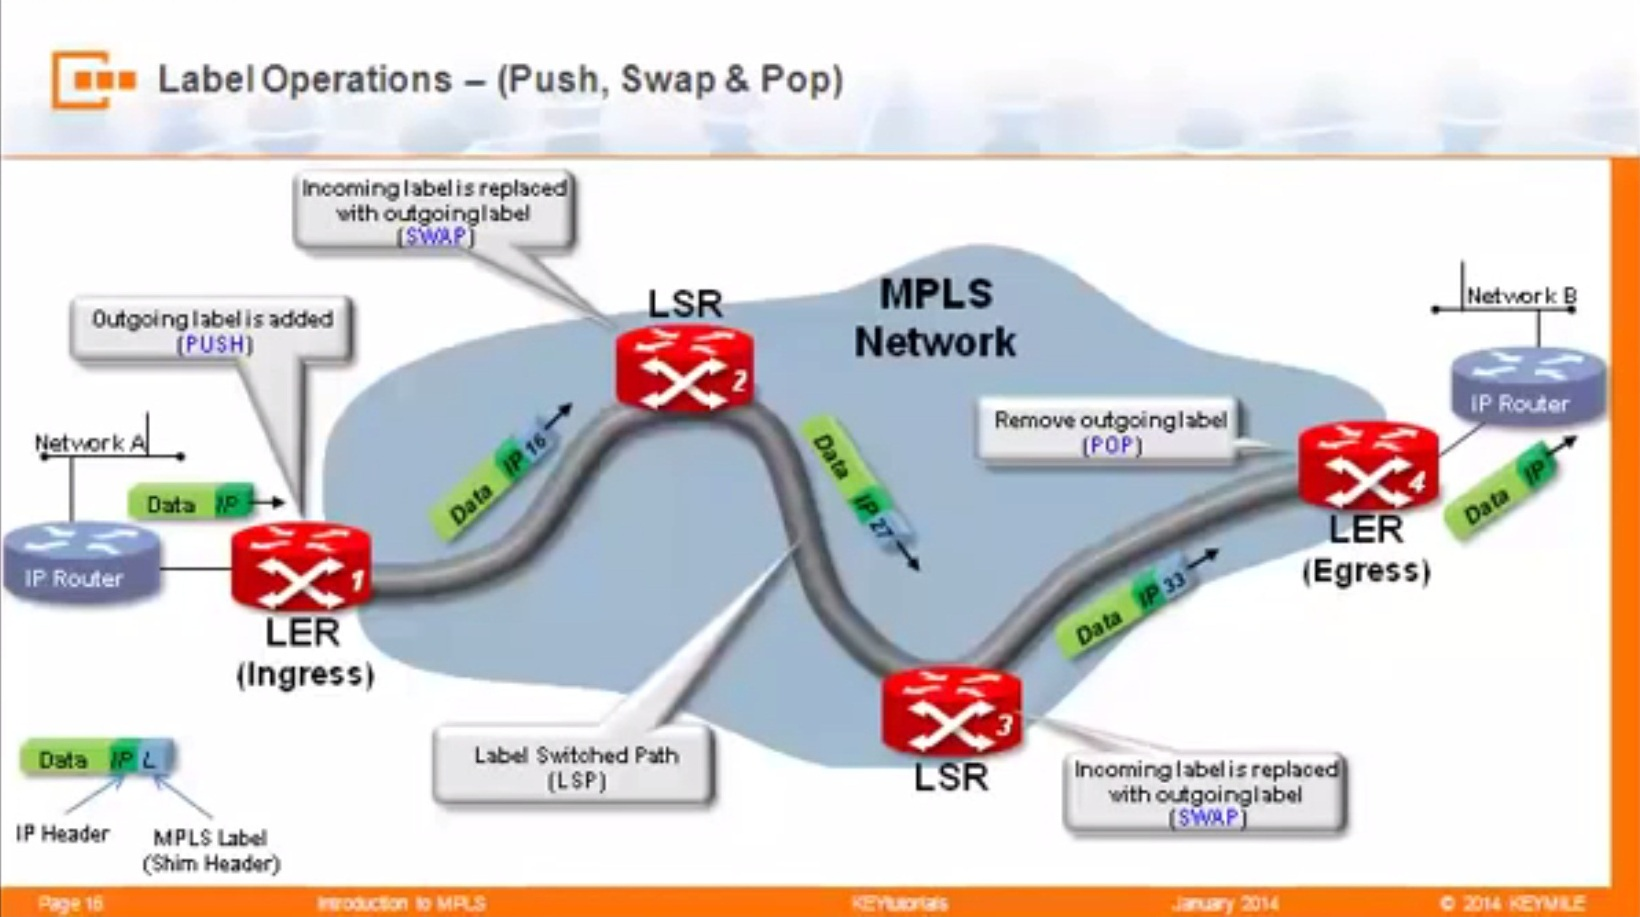 Label Operations – (Push, Swap & Pop)
Incoming label is replaced
with outgoing label
(SWAP)
Outgoing label is added
(PUSH)
LSR
2
MPLS
Network
Network B
IP Router
Remove outgoing label
(POP)
4
LER
(Egress)
Data IP
Network A
Data IP
IP Router
1
LER
(Ingress)
Data IP 16
Data IP 27
Data IP 33
3
LSR
Label Switched Path
(LSP)
Incoming label is replaced
with outgoing label
(SWAP)
Data IP L
IP Header
MPLS Label
(Shim Header)
Page 16 Introduction to MPLS KEYtutorials January 2014 © 2014 KEYMILE